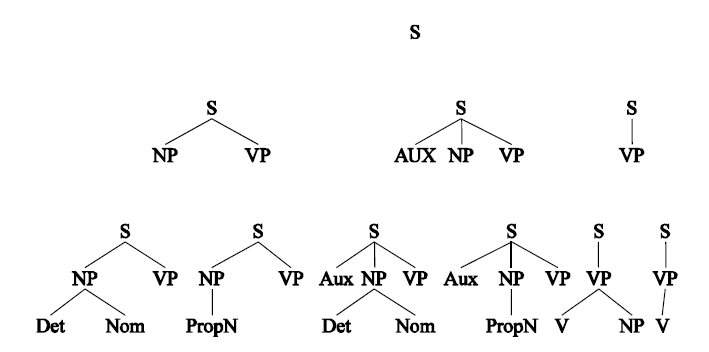 S
S S S
NP VP AUX NP VP VP
S S S S S S
NP VP NP VP Aux NP VP Aux NP VP VP VP
Det Nom PropN Det Nom PropN V NP V